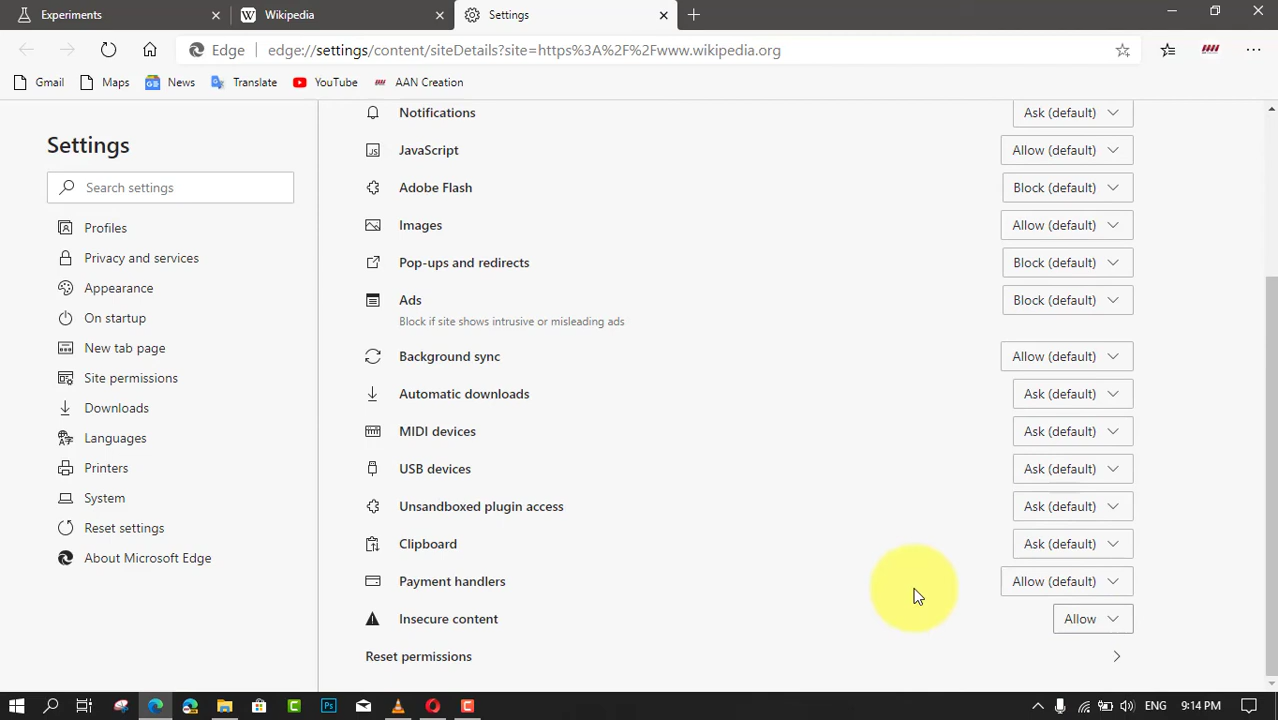 Experiments
Wikipedia
Settings
Edge
edge://settings/content/siteDetails?site=https%3A%2F%2Fwww.wikipedia.org
Gmail
Maps
News
Translate
YouTube
AAN Creation
Settings
Search settings
Profiles
Privacy and services
Appearance
On startup
New tab page
Site permissions
Downloads
Languages
Printers
System
Reset settings
About Microsoft Edge
Notifications
Ask (default)
JavaScript
Allow (default)
Adobe Flash
Block (default)
Images
Allow (default)
Pop-ups and redirects
Block (default)
Ads
Block (default)
Block if site shows intrusive or misleading ads
Background sync
Allow (default)
Automatic downloads
Ask (default)
MIDI devices
Ask (default)
USB devices
Ask (default)
Unsandboxed plugin access
Ask (default)
Clipboard
Ask (default)
Payment handlers
Allow (default)
Insecure content
Allow
Reset permissions
ENG
9:14 PM